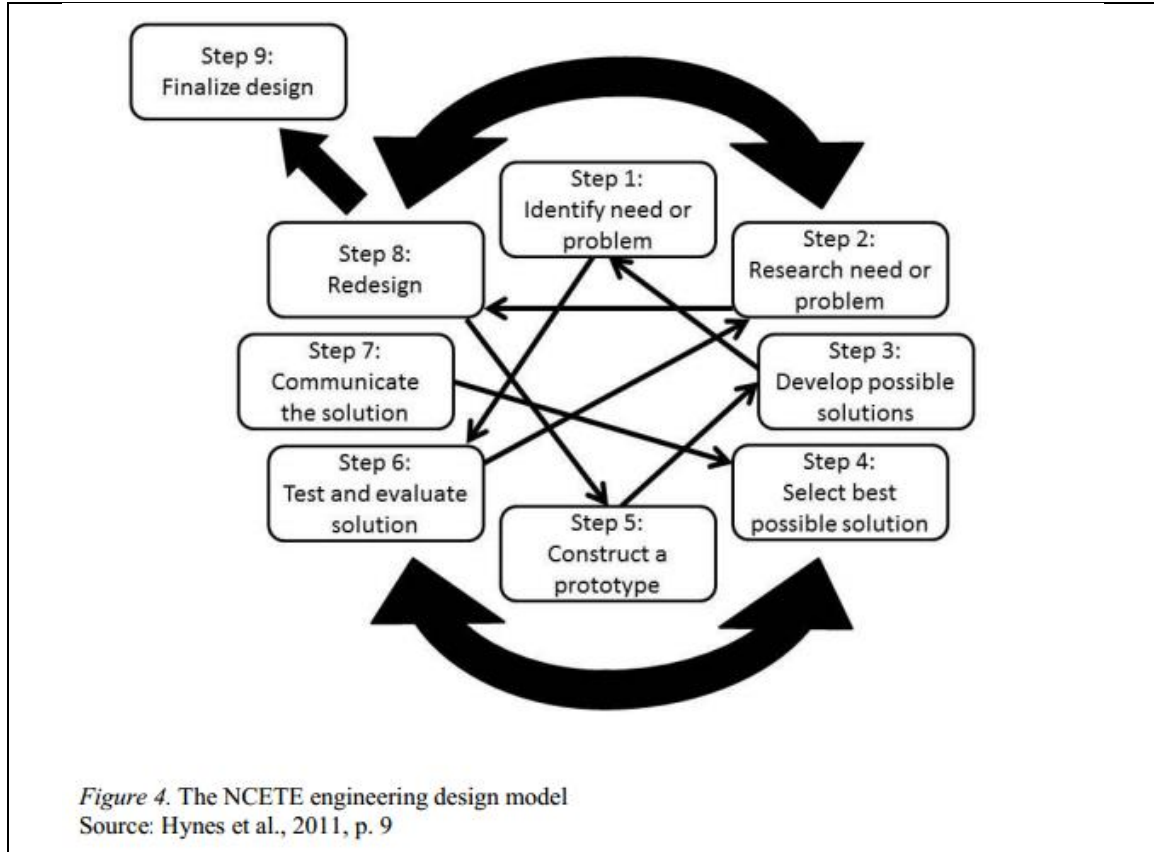 Step 9:
Finalize design
Step 1:
Identify need or
problem
Step 2:
Research need or
problem
Step 8:
Redesign
Step 3:
Develop possible
solutions
Step 7:
Communicate
the solution
Step 4:
Select best
possible solution
Step 6:
Test and evaluate
solution
Step 5:
Construct a
prototype
Figure 4. The NCETE engineering design model
Source: Hynes et al., 2011, p. 9